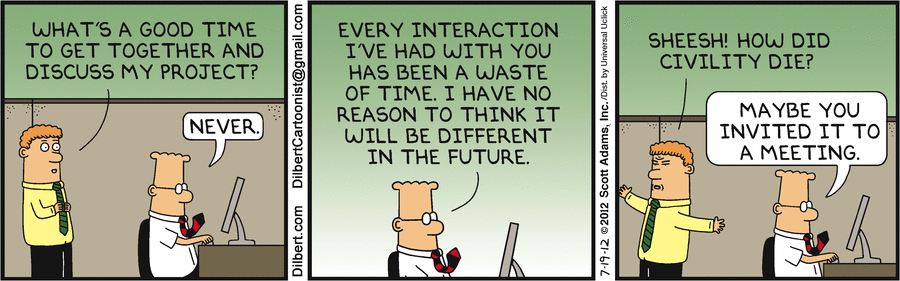 WHAT'S A GOOD TIME
TO GET TOGETHER AND
DISCUSS MY PROJECT?
NEVER.
Dilbert.com DilbertCartoonist@gmail.com
EVERY INTERACTION
I'VE HAD WITH YOU
HAS BEEN A WASTE
OF TIME. I HAVE NO
REASON TO THINK IT
WILL BE DIFFERENT
IN THE FUTURE.
7-19-12 ©2012 Scott Adams, Inc. /Dist. by Universal Uclick
SHEESH! HOW DID
CIVILITY DIE?
MAYBE YOU
INVITED IT TO
A MEETING.